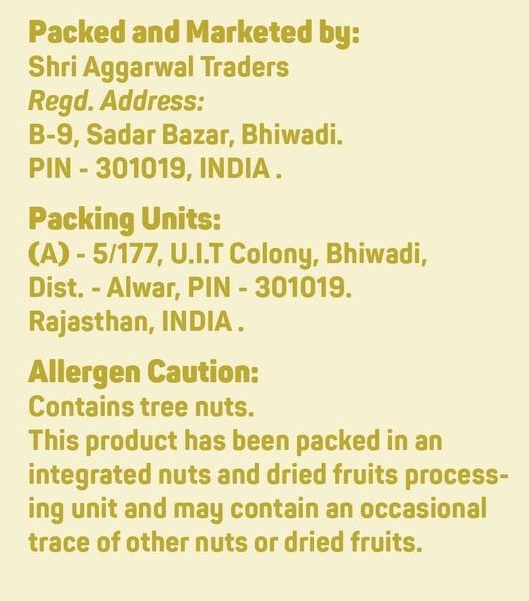 Packed and Marketed by:
Shri Aggarwal Traders
Regd. Address:
B-9, Sadar Bazar, Bhiwadi.
PIN - 301019, INDIA .
Packing Units:
(A) - 5/177, U.I.T Colony, Bhiwadi,
Dist. - Alwar, PIN - 301019.
Rajasthan, INDIA .
Allergen Caution:
Contains tree nuts.
This product has been packed in an
integrated nuts and dried fruits process-
ing unit and may contain an occasional
trace of other nuts or dried fruits.